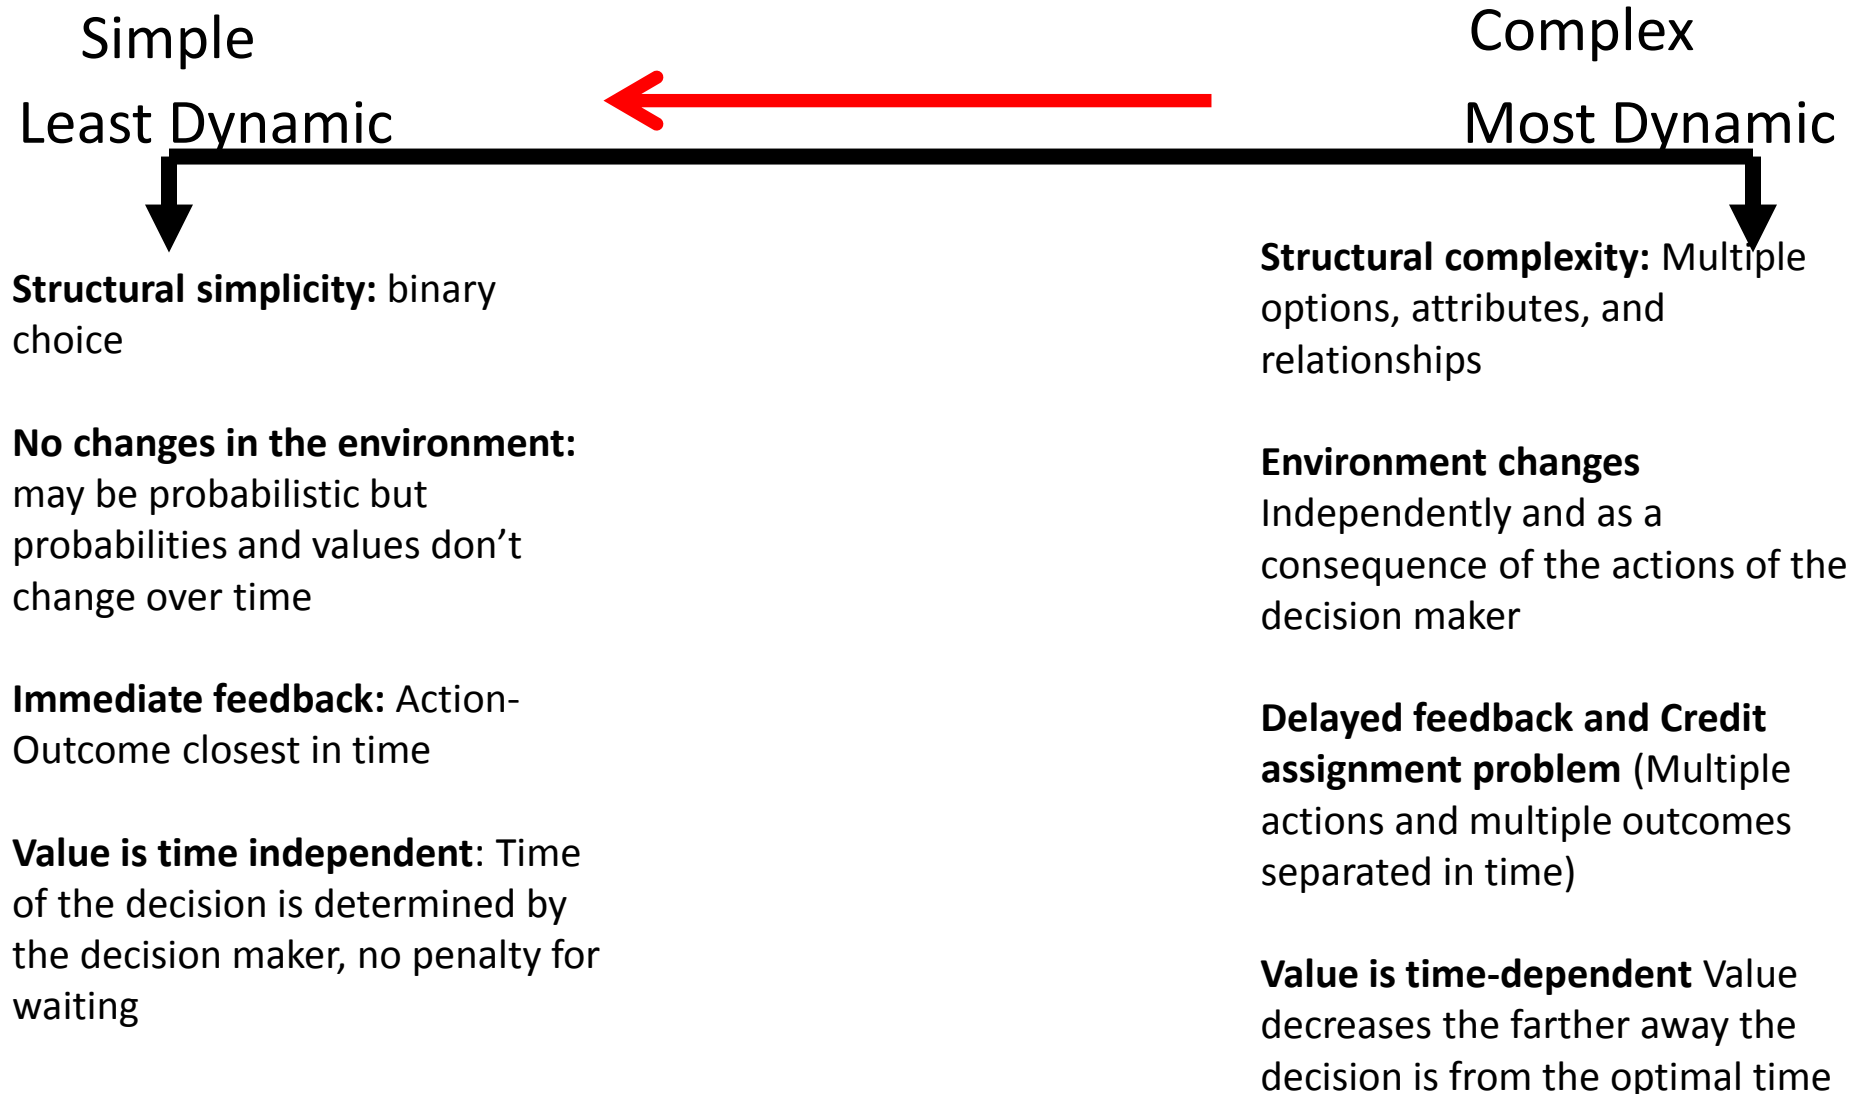 Simple
Least Dynamic
Complex
Most Dynamic
Structural simplicity: binary
choice
No changes in the environment:
may be probabilistic but
probabilities and values don’t
change over time
Immediate feedback: Action-
Outcome closest in time
Value is time independent: Time
of the decision is determined by
the decision maker, no penalty for
waiting
Structural complexity: Multiple
options, attributes, and
relationships
Environment changes
Independently and as a
consequence of the actions of the
decision maker
Delayed feedback and Credit
assignment problem (Multiple
actions and multiple outcomes
separated in time)
Value is time-dependent Value
decreases the farther away the
decision is from the optimal time